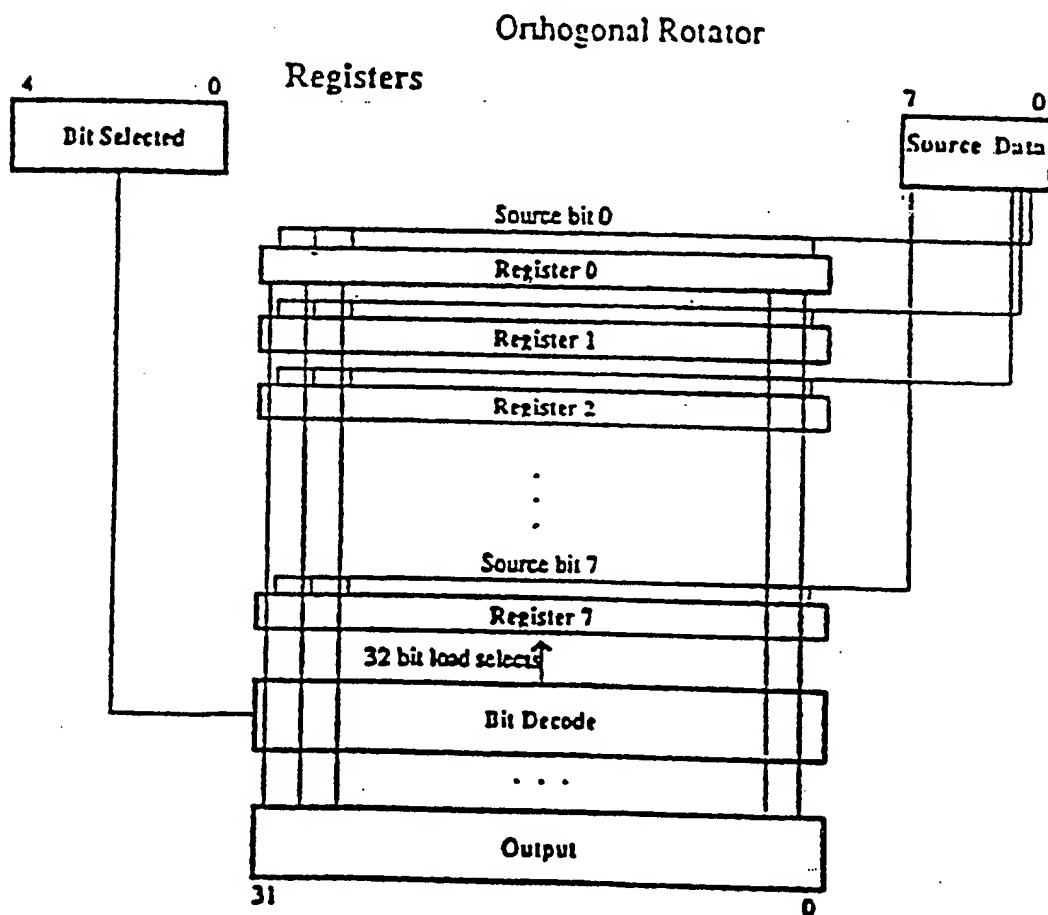 Orthogonal Rotator
Registers
4 0
Bit Selected
7 0
Source Data
Source bit 0
Register 0
Register 1
Register 2
. . .
Source bit 7
Register 7
32 bit load selects
Bit Decode
. . .
Output
31 0